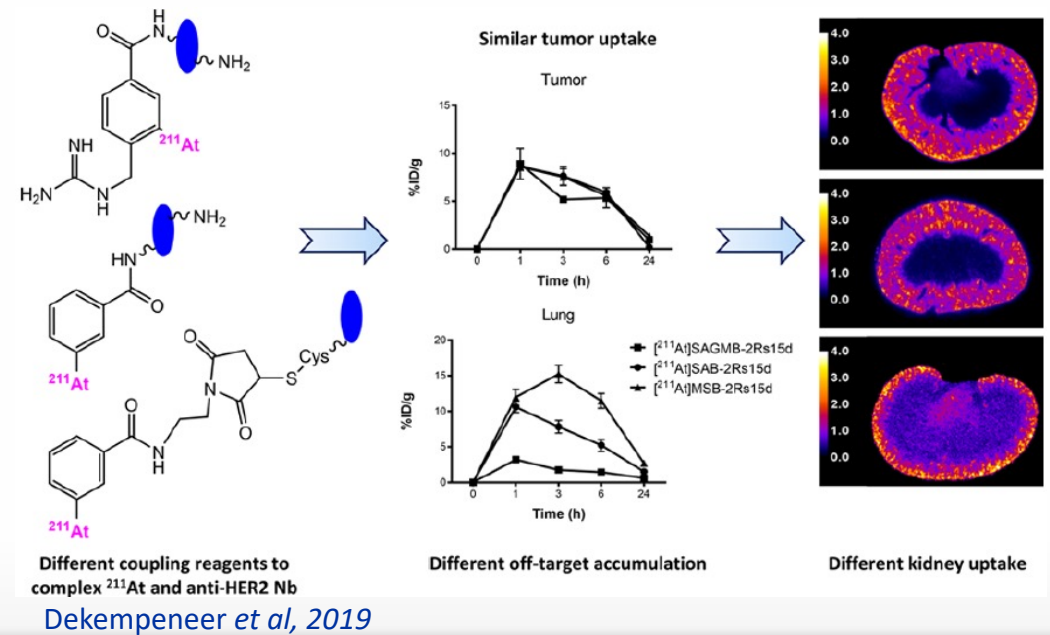 O
H
N
NH₂
²¹¹At
NH
H₂N
N
H
NH₂
HN
O
²¹¹At
O
N
O
S
Cys
O
N
H
²¹¹At
Different coupling reagents to
complex ²¹¹At and anti-HER2 Nb
Similar tumor uptake
Tumor
%ID/g
15
10
5
0
0 1 3 6 24
Time (h)
Lung
%ID/g
20
15
10
5
0
0 1 3 6 24
Time (h)
[²¹¹At]SAGMB-2Rs15d
[²¹¹At]SAB-2Rs15d
[²¹¹At]MSB-2Rs15d
Different off-target accumulation
4.0
3.0
2.0
1.0
0.0
4.0
3.0
2.0
1.0
0.0
4.0
3.0
2.0
1.0
0.0
Different kidney uptake
Dekempeneer et al, 2019